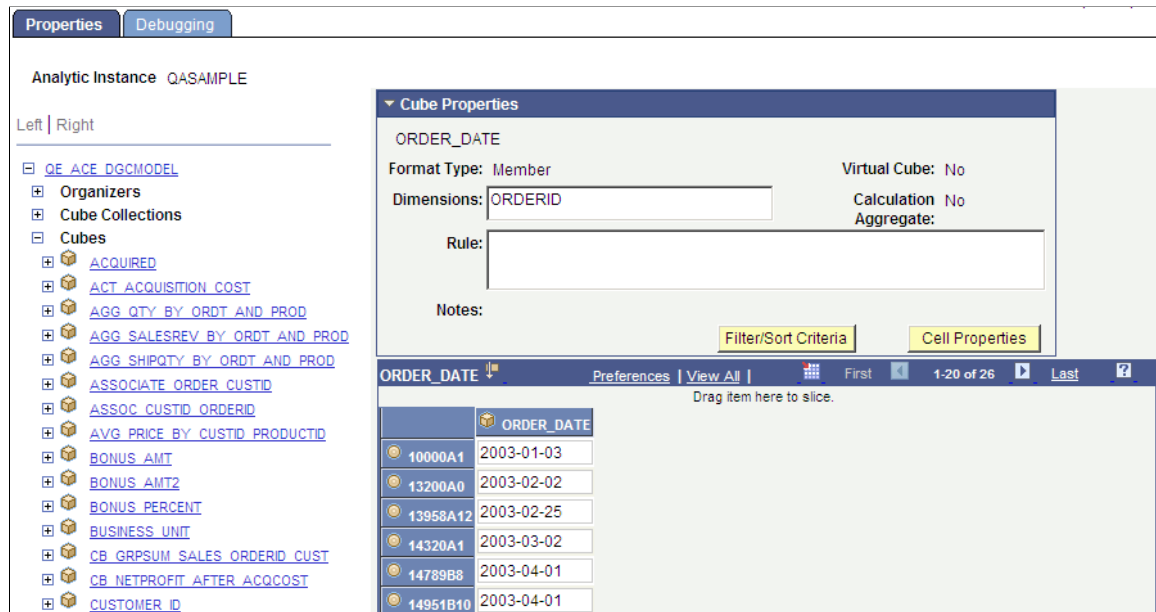 Properties Debugging
Analytic Instance QASAMPLE
Left | Right
QE_ACE_DGCMODEL
Organizers
Cube Collections
Cubes
ACQUIRED
ACT_ACQUISITION_COST
AGG_QTY_BY_ORDT_AND_PROD
AGG_SALESREV_BY_ORDT_AND_PROD
AGG_SHIPQTY_BY_ORDT_AND_PROD
ASSOCIATE_ORDER_CUSTID
ASSOC_CUSTID_ORDERID
AVG_PRICE_BY_CUSTID_PRODUCTID
BONUS_AMT
BONUS_AMT2
BONUS_PERCENT
BUSINESS_UNIT
CB_GRPSUM_SALES_ORDERID_CUST
CB_NETPROFIT_AFTER_ACQCOST
CUSTOMER_ID
Cube Properties
ORDER_DATE
Format Type: Member Virtual Cube: No
Dimensions: ORDERID Calculation No
Aggregate:
Rule:
Notes:
Filter/Sort Criteria Cell Properties
ORDER_DATE Preferences | View All | First 1-20 of 26 Last ?
Drag item here to slice.
ORDER_DATE
10000A1 2003-01-03
13200A0 2003-02-02
13958A12 2003-02-25
14320A1 2003-03-02
14789B8 2003-04-01
14951B10 2003-04-01